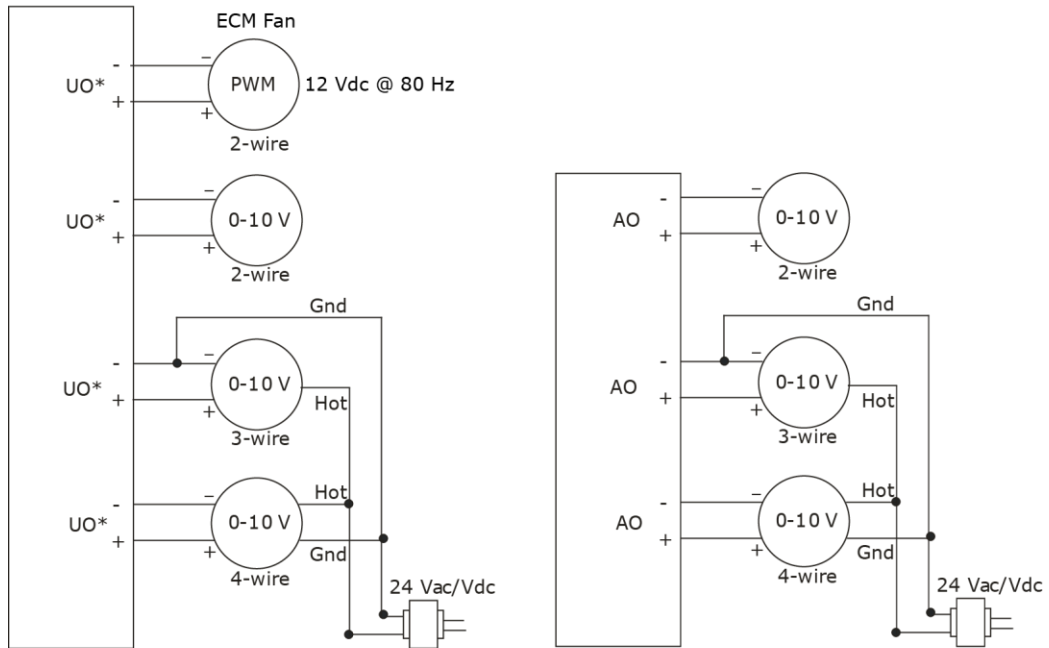 ECM Fan
-
UO*
+
−
PWM
+
12 Vdc @ 80 Hz
2-wire
-
UO*
+
−
0-10 V
+
2-wire
Gnd
-
UO*
+
−
0-10 V
+
Hot
3-wire
-
UO*
+
−
0-10 V
+
Hot
Gnd
4-wire
24 Vac/Vdc
-
AO
+
−
0-10 V
+
2-wire
Gnd
-
AO
+
−
0-10 V
+
Hot
3-wire
-
AO
+
−
0-10 V
+
Hot
Gnd
4-wire
24 Vac/Vdc